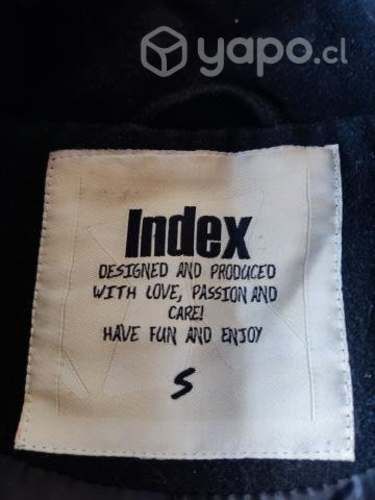 yapo.cl
Index
DESIGNED AND PRODUCED
WITH LOVE, PASSION AND
CARE!
HAVE FUN AND ENJOY
S